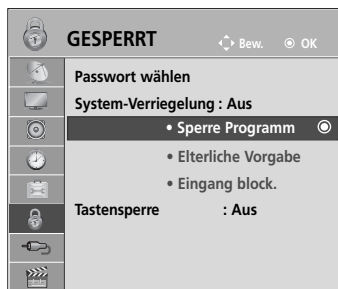 GESPERRT Bew. OK
Passwort wählen
System-Verriegelung : Aus
• Sperre Programm
• Elterliche Vorgabe
• Eingang block.
Tastensperre : Aus